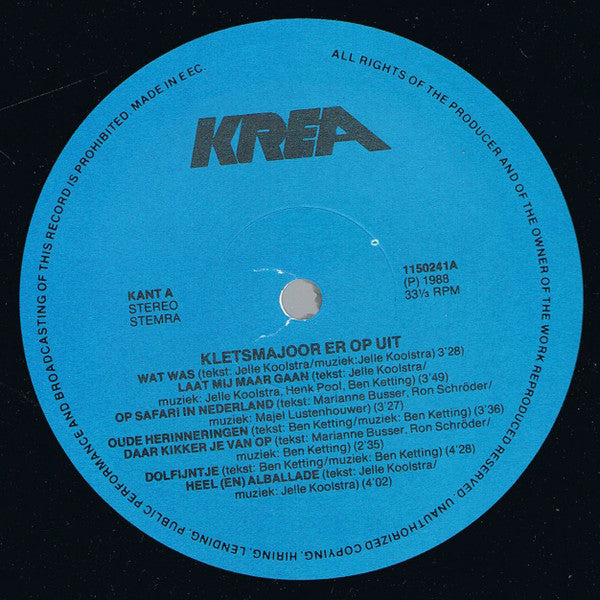 ALL RIGHTS OF THE PRODUCER AND OF THE OWNER OF THE WORK REPRODUCED RESERVED. UNAUTHORIZED COPYING, HIRING, LENDING, PUBLIC PERFORMANCE AND BROADCASTING OF THIS RECORD IS PROHIBITED. MADE IN E EC.
KREA
KANT A
STEREO
STEMRA
1150241A
(P) 1988
33⅓ RPM
KLETSMAJOOR ER OP UIT
WAT WAS (tekst: Jelle Koolstra/muziek:Jelle Koolstra) 3'28)
LAAT MIJ MAAR GAAN (tekst: Jelle Koolstra/
muziek: Jelle Koolstra, Henk Pool, Ben Ketting) (3'49)
OP SAFARI IN NEDERLAND (tekst: Marianne Busser, Ron Schröder/
muziek: Majel Lustenhouwer) (3'27)
OUDE HERINNERINGEN (tekst: Ben Ketting/muziek: Ben Ketting) (3'36)
DAAR KIKKER JE VAN OP (tekst: Marianne Busser, Ron Schröder/
muziek: Ben Ketting) (2'35)
DOLFIJNTJE (tekst: Ben Ketting/muziek: Ben Ketting) (4'28)
HEEL (EN) ALBALLADE (tekst: Jelle Koolstra/
muziek: Jelle Koolstra) (4'02)